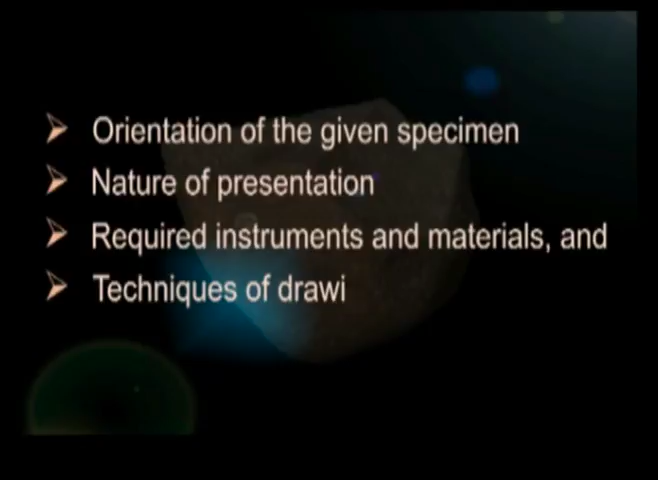 Orientation of the given specimen
Nature of presentation
Required instruments and materials, and
Techniques of drawi